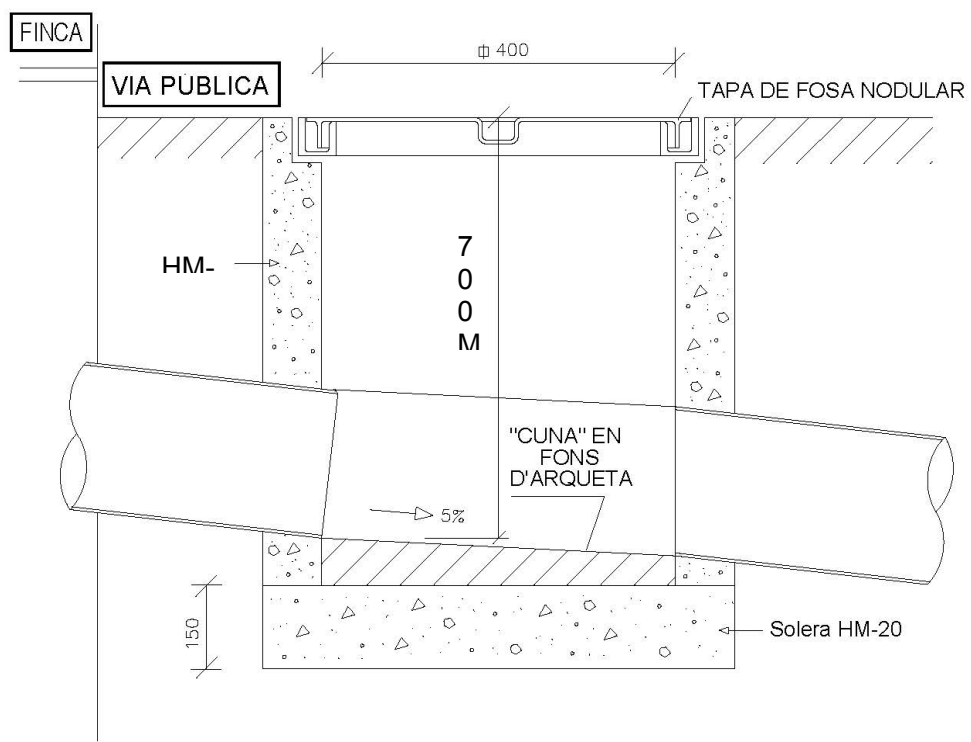 FINCA
VIA PÚBLICA
⌷ 400
TAPA DE FOSA NODULAR
HM-
7
0
0
M
"CUNA" EN
FONS
D'ARQUETA
5%
150
Solera HM-20